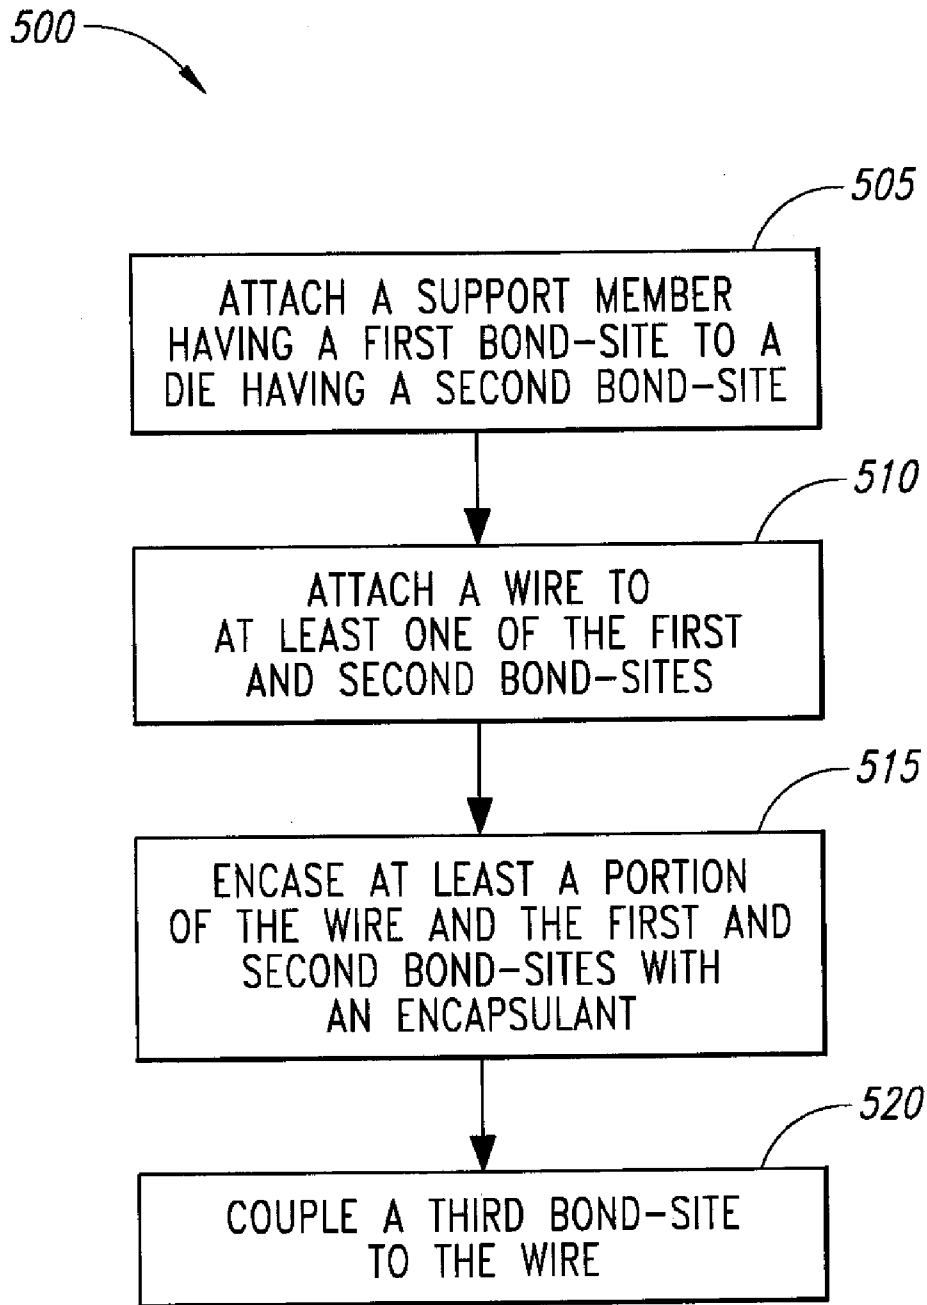 500
505
ATTACH A SUPPORT MEMBER
HAVING A FIRST BOND-SITE TO A
DIE HAVING A SECOND BOND-SITE
510
ATTACH A WIRE TO
AT LEAST ONE OF THE FIRST
AND SECOND BOND-SITES
515
ENCASE AT LEAST A PORTION
OF THE WIRE AND THE FIRST AND
SECOND BOND-SITES WITH
AN ENCAPSULANT
520
COUPLE A THIRD BOND-SITE
TO THE WIRE